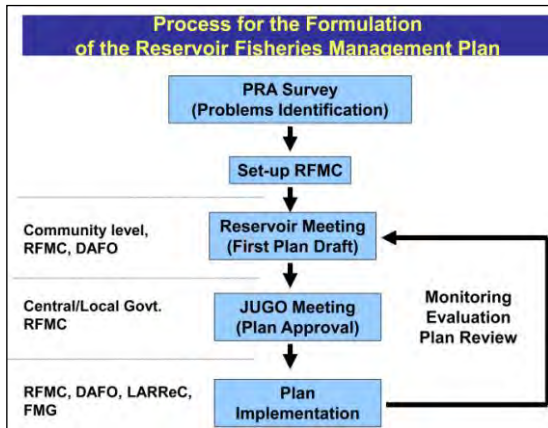 Process for the Formulation
of the Reservoir Fisheries Management Plan
PRA Survey
(Problems Identification)
Set-up RFMC
Community level,
RFMC, DAFO
Reservoir Meeting
(First Plan Draft)
Central/Local Govt.
RFMC
JUGO Meeting
(Plan Approval)
Monitoring
Evaluation
Plan Review
RFMC, DAFO, LARReC,
FMG
Plan
Implementation